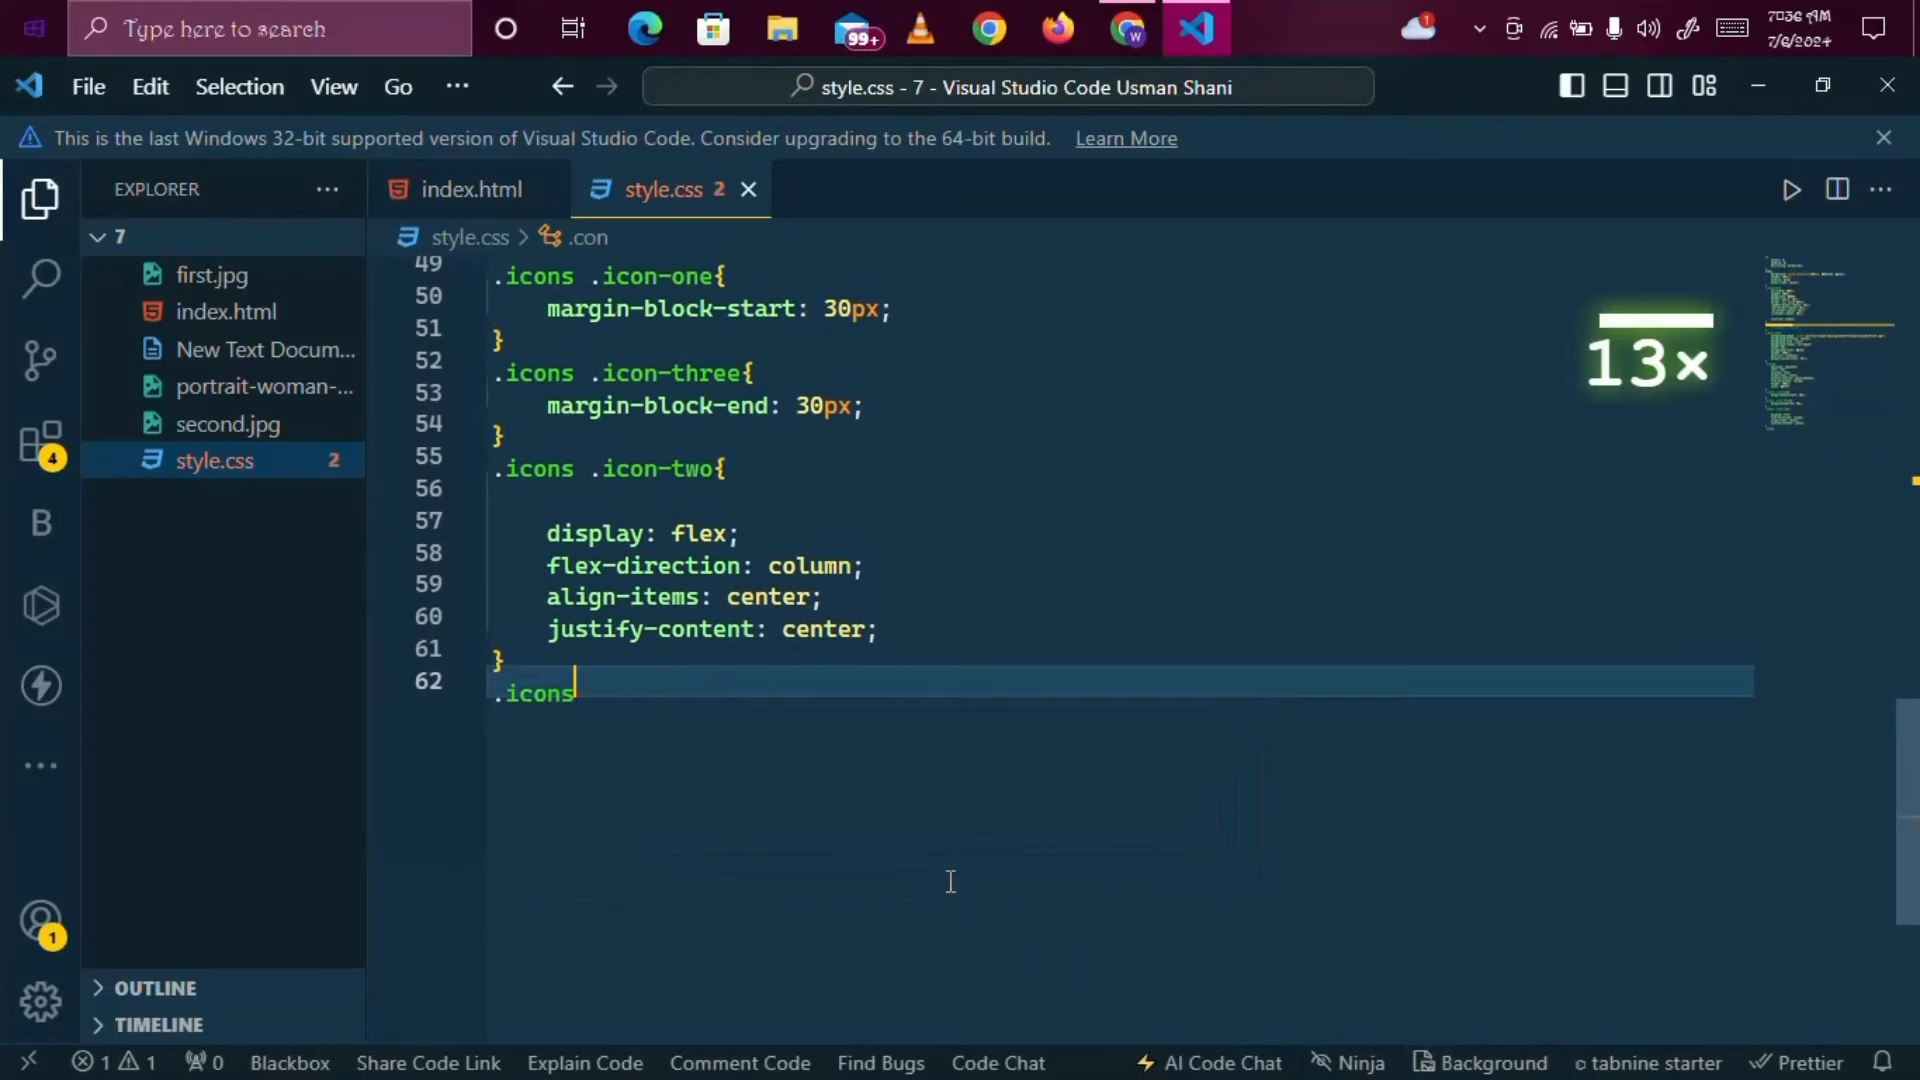 Type here to search
99+
W
1
7:36 AM
7/6/2024
File Edit Selection View Go ···
style.css - 7 - Visual Studio Code Usman Shani
This is the last Windows 32-bit supported version of Visual Studio Code. Consider upgrading to the 64-bit build. Learn More
EXPLORER ···
index.html
style.css 2
7
style.css > .con
first.jpg
index.html
New Text Docum...
portrait-woman-...
second.jpg
style.css 2
49 .icons .icon-one{
50 margin-block-start: 30px;
51 }
52 .icons .icon-three{
53 margin-block-end: 30px;
54 }
55 .icons .icon-two{
56
57 display: flex;
58 flex-direction: column;
59 align-items: center;
60 justify-content: center;
61 }
62 .icons
13×
4
B
1
OUTLINE
TIMELINE
1 1 0 Blackbox Share Code Link Explain Code Comment Code Find Bugs Code Chat AI Code Chat Ninja Background tabnine starter Prettier